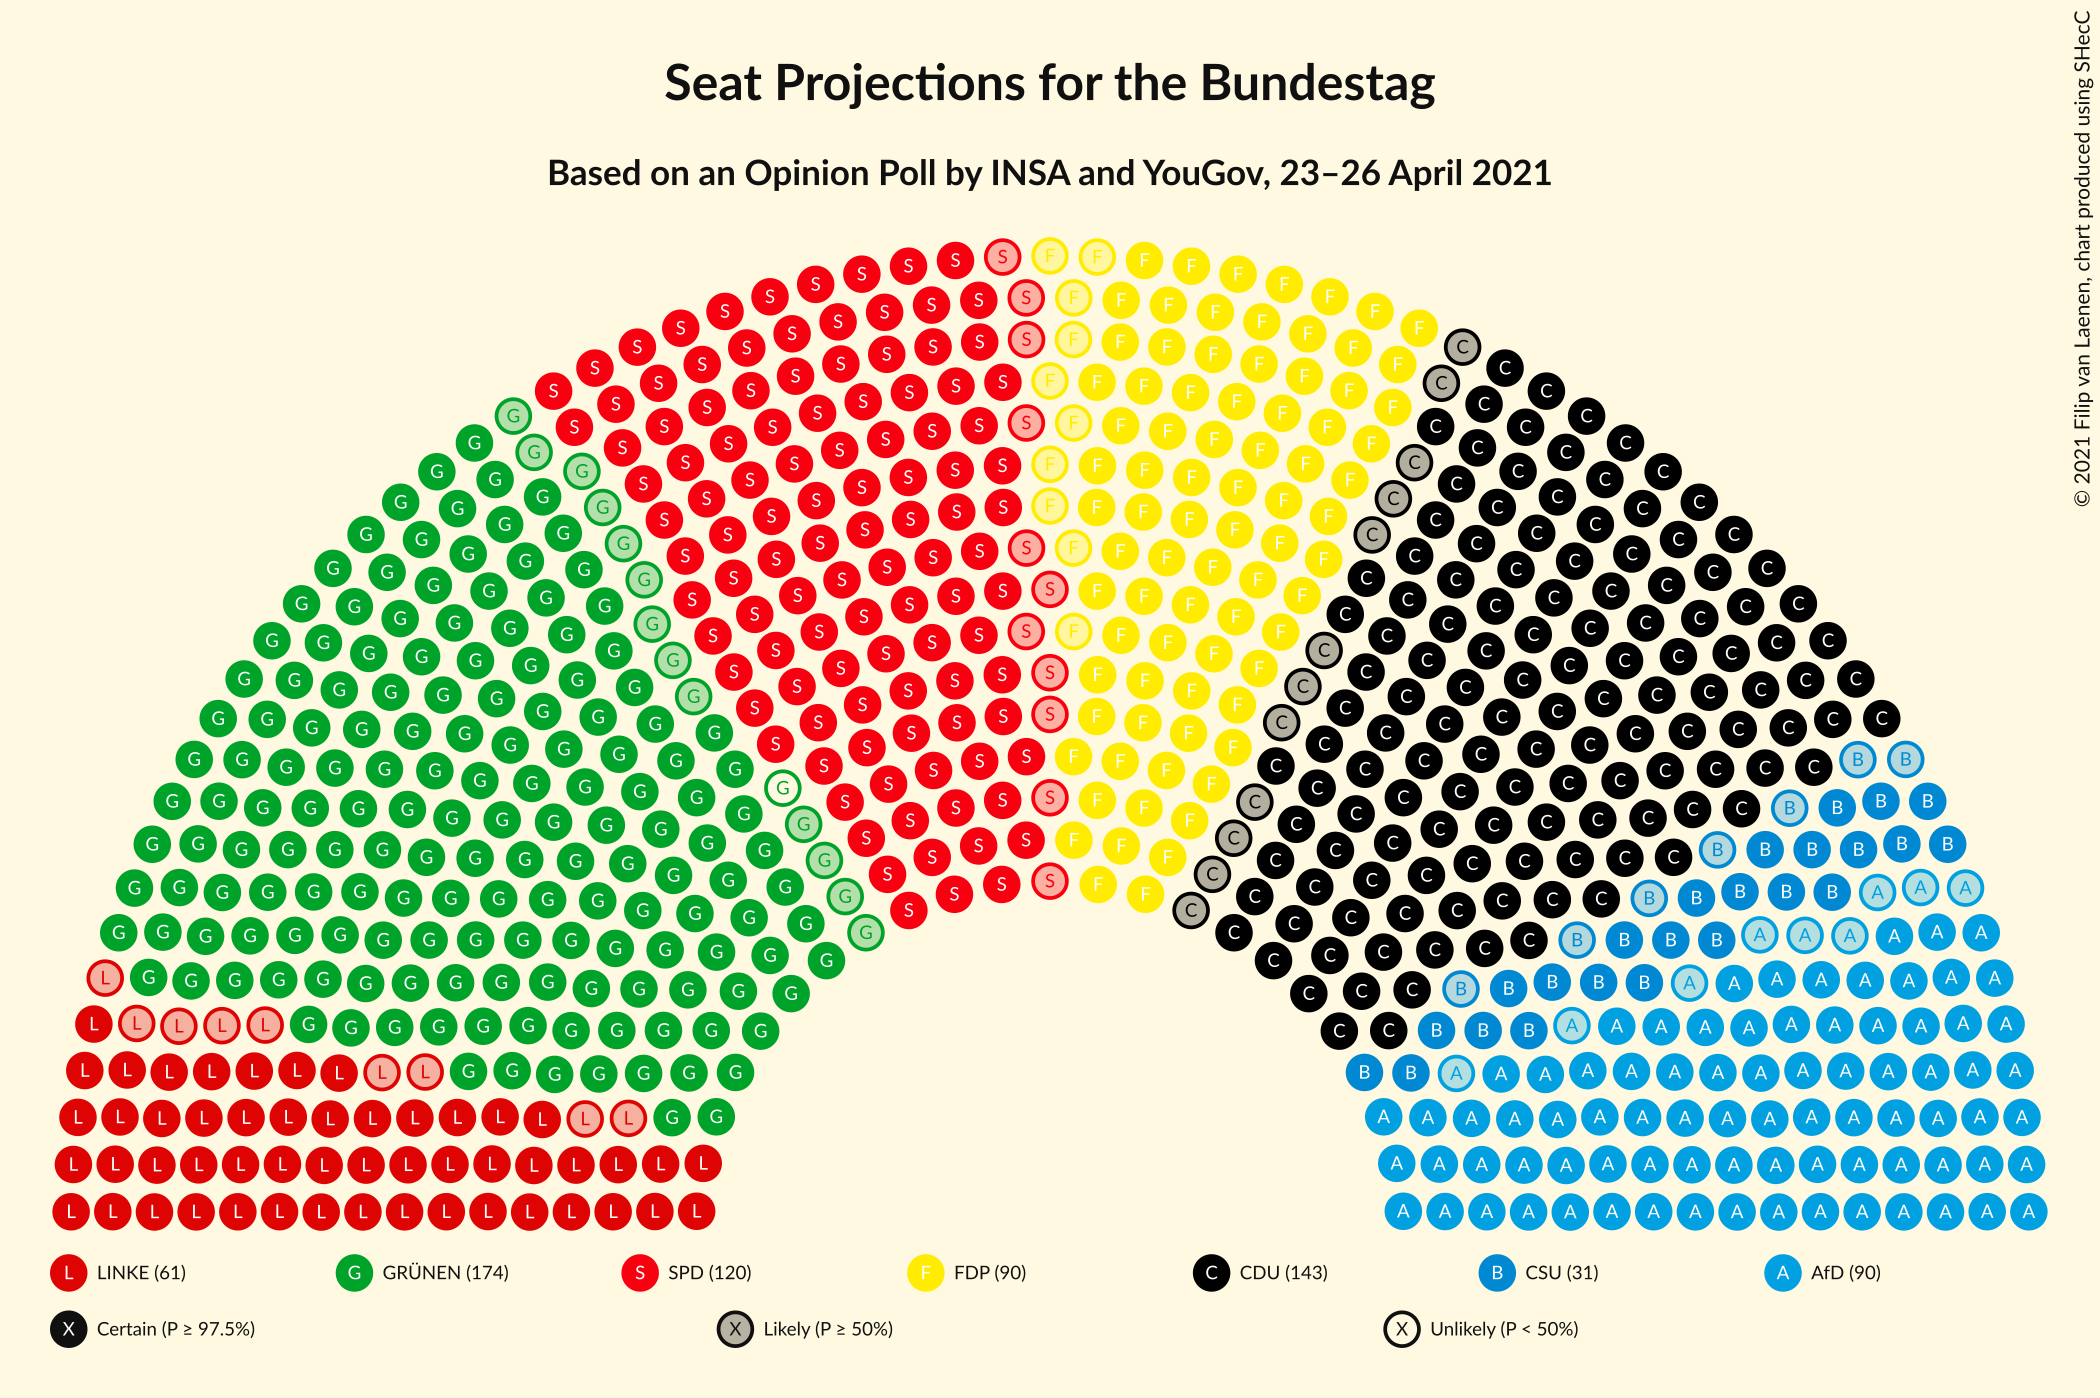 Seat Projections for the Bundestag
Based on an Opinion Poll by INSA and YouGov, 23–26 April 2021
© 2021 Filip van Laenen, chart produced using SHecC
L LINKE (61)
G GRÜNEN (174)
S SPD (120)
F FDP (90)
C CDU (143)
B CSU (31)
A AfD (90)
X Certain (P ≥ 97.5%)
X Likely (P ≥ 50%)
X Unlikely (P < 50%)